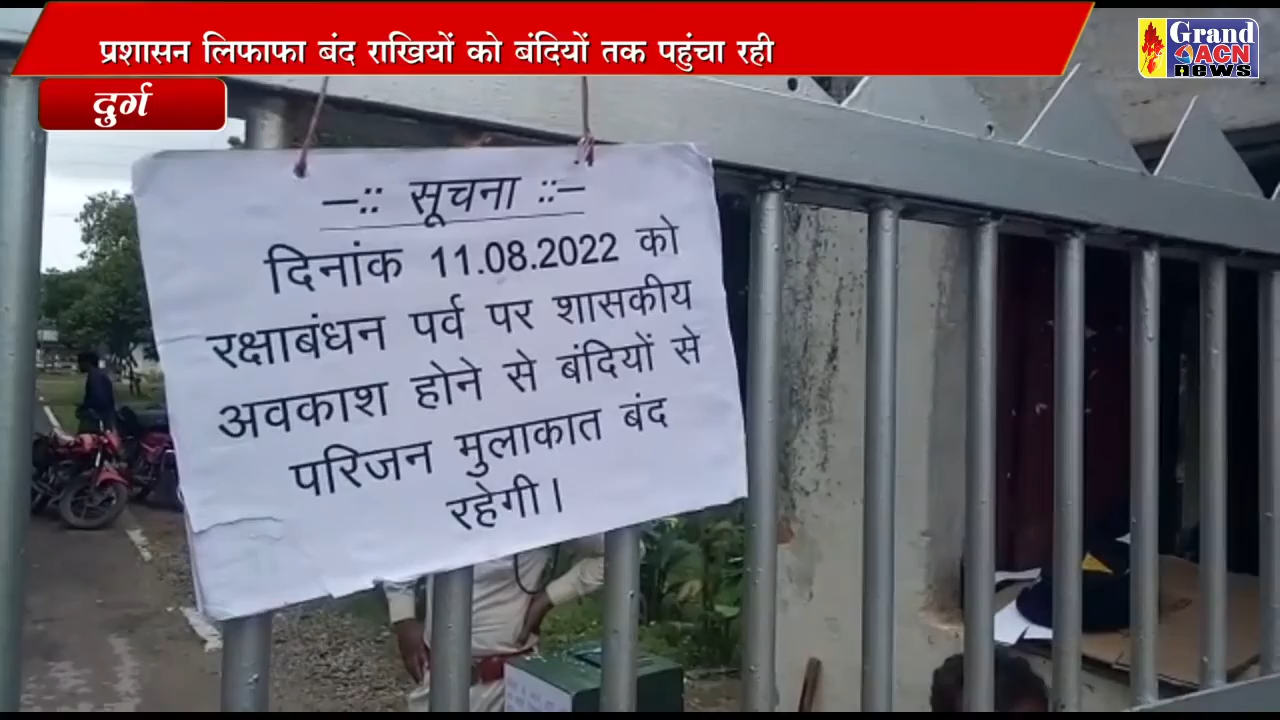 प्रशासन लिफाफा बंद राखियों को बंदियों तक पहुंचा रही
Grand
ACN
news
दुर्ग
–:: सूचना ::–
दिनांक 11.08.2022 को
रक्षाबंधन पर्व पर शासकीय
अवकाश होने से बंदियों से
परिजन मुलाकात बंद
रहेगी।